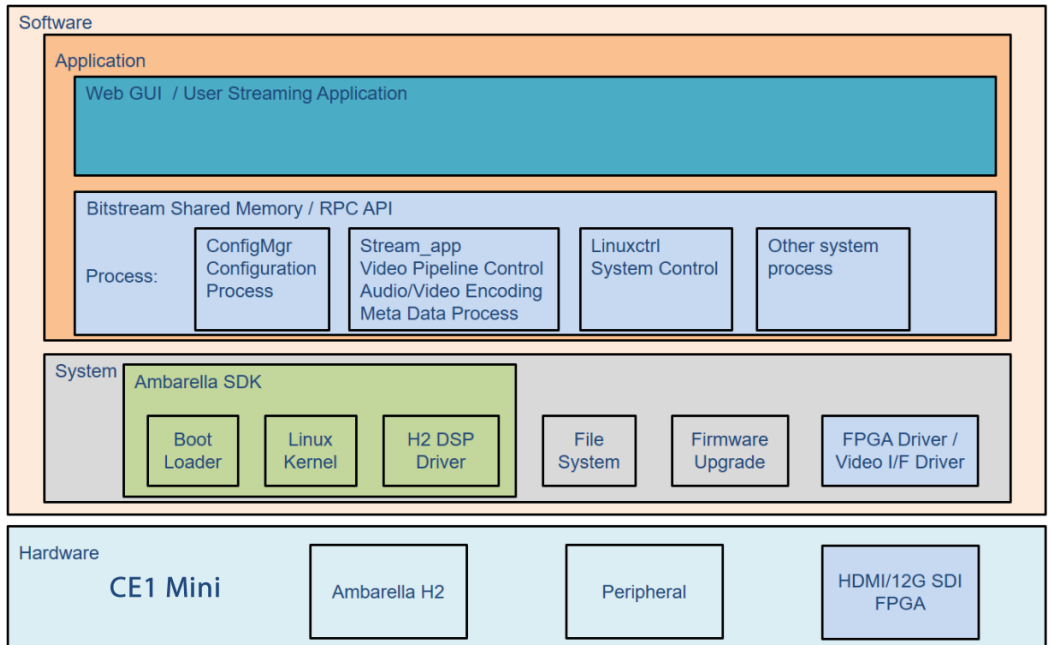 Software
Application
Web GUI / User Streaming Application
Bitstream Shared Memory / RPC API
Process:
ConfigMgr
Configuration
Process
Stream_app
Video Pipeline Control
Audio/Video Encoding
Meta Data Process
Linuxctrl
System Control
Other system
process
System
Ambarella SDK
Boot
Loader
Linux
Kernel
H2 DSP
Driver
File
System
Firmware
Upgrade
FPGA Driver /
Video I/F Driver
Hardware
CE1 Mini
Ambarella H2
Peripheral
HDMI/12G SDI
FPGA